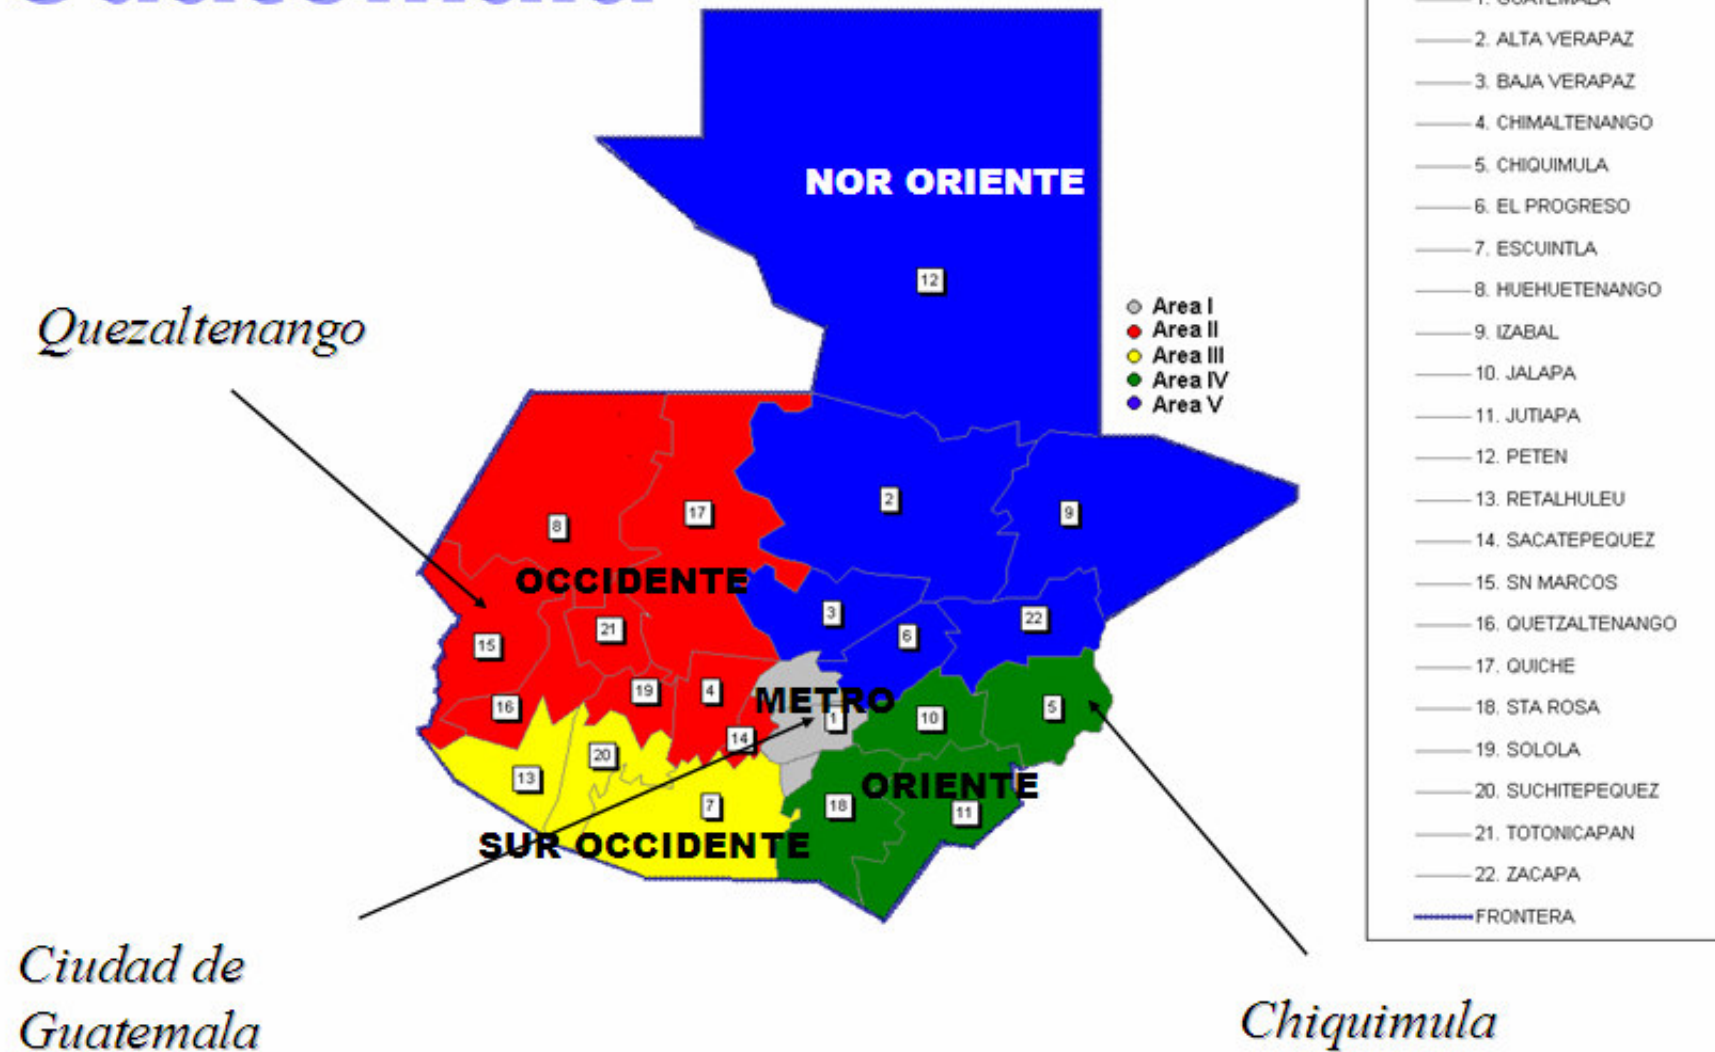 Guatemala
1. GUATEMALA
2. ALTA VERAPAZ
3. BAJA VERAPAZ
4. CHIMALTENANGO
5. CHIQUIMULA
6. EL PROGRESO
7. ESCUINTLA
8. HUEHUETENANGO
9. IZABAL
10. JALAPA
11. JUTIAPA
12. PETEN
13. RETALHULEU
14. SACATEPEQUEZ
15. SN MARCOS
16. QUETZALTENANGO
17. QUICHE
18. STA ROSA
19. SOLOLA
20. SUCHITEPEQUEZ
21. TOTONICAPAN
22. ZACAPA
FRONTERA
NOR ORIENTE
12
Area I
Area II
Area III
Area IV
Area V
Quezaltenango
8
17
2
9
OCCIDENTE
3
22
21
6
15
19
4
METRO
16
1
10
5
14
20
13
7
18
ORIENTE
11
SUR OCCIDENTE
Ciudad de
Guatemala
Chiquimula